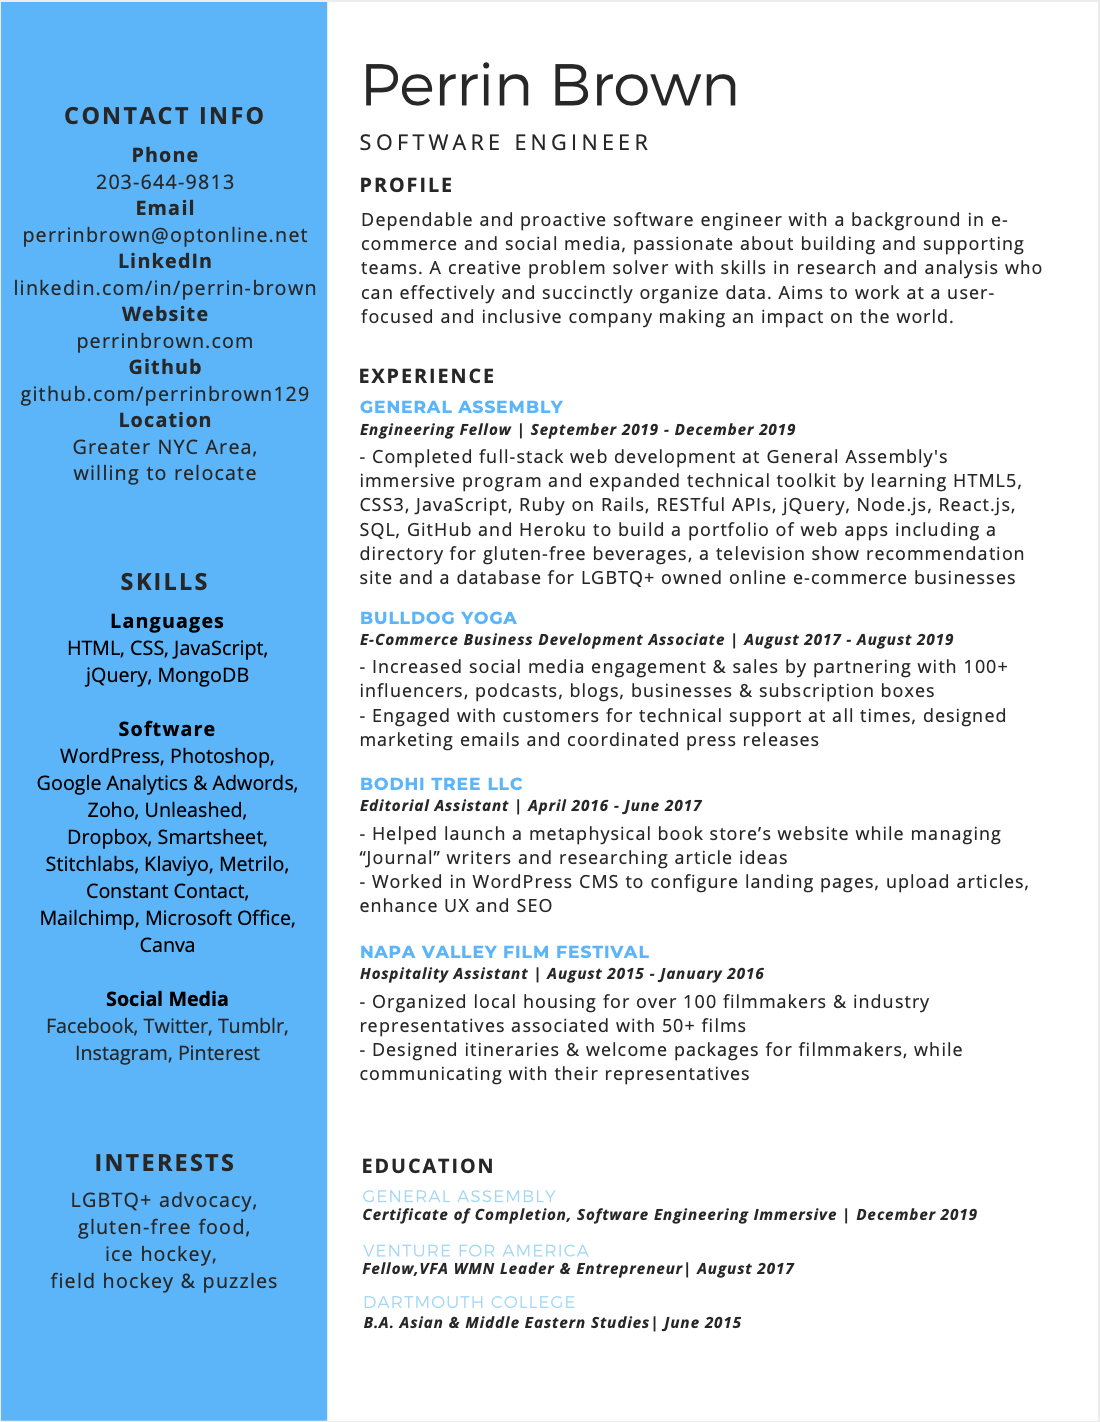 CONTACT INFO
Phone
203-644-9813
Email
perrinbrown@optonline.net
LinkedIn
linkedin.com/in/perrin-brown
Website
perrinbrown.com
Github
github.com/perrinbrown129
Location
Greater NYC Area,
willing to relocate
SKILLS
Languages
HTML, CSS, JavaScript,
jQuery, MongoDB
Software
WordPress, Photoshop,
Google Analytics & Adwords,
Zoho, Unleashed,
Dropbox, Smartsheet,
Stitchlabs, Klaviyo, Metrilo,
Constant Contact,
Mailchimp, Microsoft Office,
Canva
Social Media
Facebook, Twitter, Tumblr,
Instagram, Pinterest
INTERESTS
LGBTQ+ advocacy,
gluten-free food,
ice hockey,
field hockey & puzzles
Perrin Brown
SOFTWARE ENGINEER
PROFILE
Dependable and proactive software engineer with a background in e-
commerce and social media, passionate about building and supporting
teams. A creative problem solver with skills in research and analysis who
can effectively and succinctly organize data. Aims to work at a user-
focused and inclusive company making an impact on the world.
EXPERIENCE
GENERAL ASSEMBLY
Engineering Fellow | September 2019 - December 2019
- Completed full-stack web development at General Assembly's
immersive program and expanded technical toolkit by learning HTML5,
CSS3, JavaScript, Ruby on Rails, RESTful APIs, jQuery, Node.js, React.js,
SQL, GitHub and Heroku to build a portfolio of web apps including a
directory for gluten-free beverages, a television show recommendation
site and a database for LGBTQ+ owned online e-commerce businesses
BULLDOG YOGA
E-Commerce Business Development Associate | August 2017 - August 2019
- Increased social media engagement & sales by partnering with 100+
influencers, podcasts, blogs, businesses & subscription boxes
- Engaged with customers for technical support at all times, designed
marketing emails and coordinated press releases
BODHI TREE LLC
Editorial Assistant | April 2016 - June 2017
- Helped launch a metaphysical book store’s website while managing
“Journal” writers and researching article ideas
- Worked in WordPress CMS to configure landing pages, upload articles,
enhance UX and SEO
NAPA VALLEY FILM FESTIVAL
Hospitality Assistant | August 2015 - January 2016
- Organized local housing for over 100 filmmakers & industry
representatives associated with 50+ films
- Designed itineraries & welcome packages for filmmakers, while
communicating with their representatives
EDUCATION
GENERAL ASSEMBLY
Certificate of Completion, Software Engineering Immersive | December 2019
VENTURE FOR AMERICA
Fellow,VFA WMN Leader & Entrepreneur| August 2017
DARTMOUTH COLLEGE
B.A. Asian & Middle Eastern Studies| June 2015